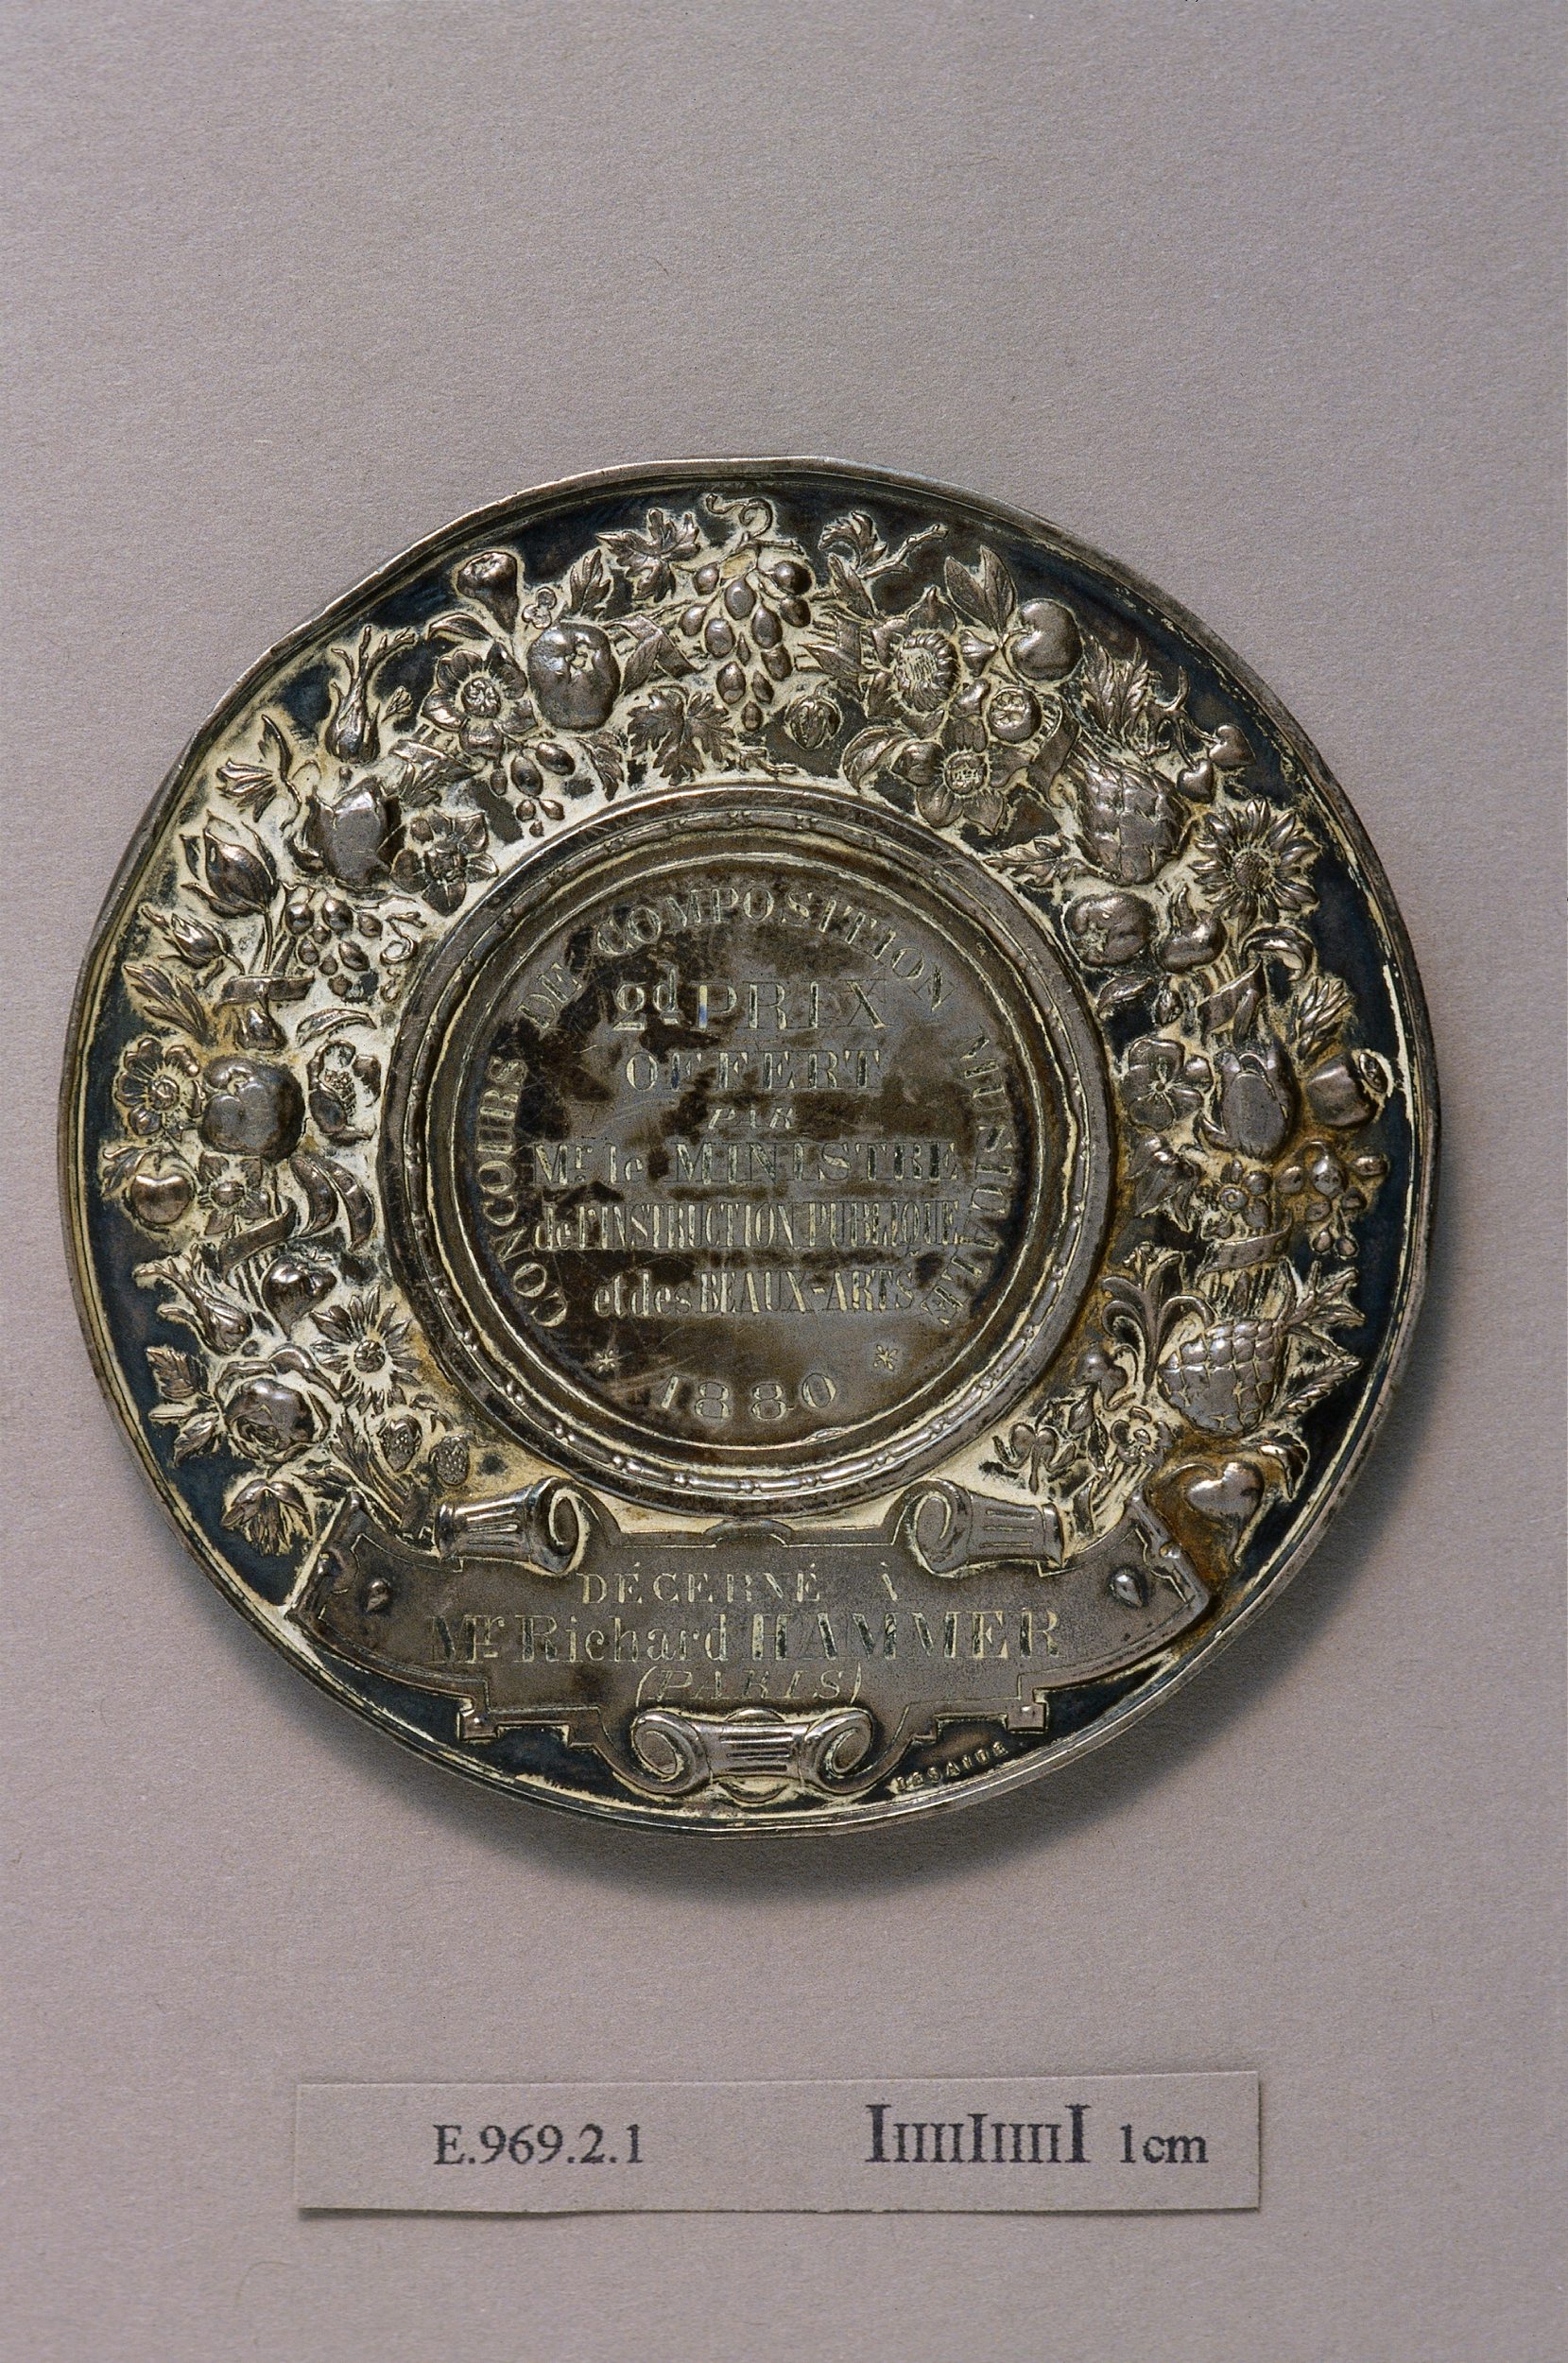 CONCOURS DE COMPOSITION MUSICALE
2d PRIX
OFFERT
PAR
Mr. le MINISTRE
de l'INSTRUCTION PUBLIQUE
et des BEAUX-ARTS
1880
DÉCERNÉ À
Mr Richard HAMMER
(PARIS)
E.969.2.1 1cm